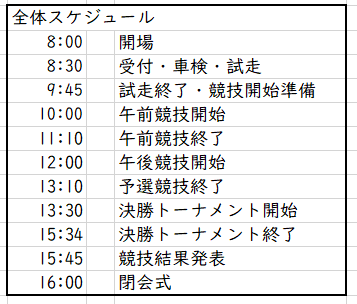 全体スケジュール
8:00 開場
8:30 受付・車検・試走
9:45 試走終了・競技開始準備
10:00 午前競技開始
11:10 午前競技終了
12:00 午後競技開始
13:10 予選競技終了
13:30 決勝トーナメント開始
15:34 決勝トーナメント終了
15:45 競技結果発表
16:00 閉会式